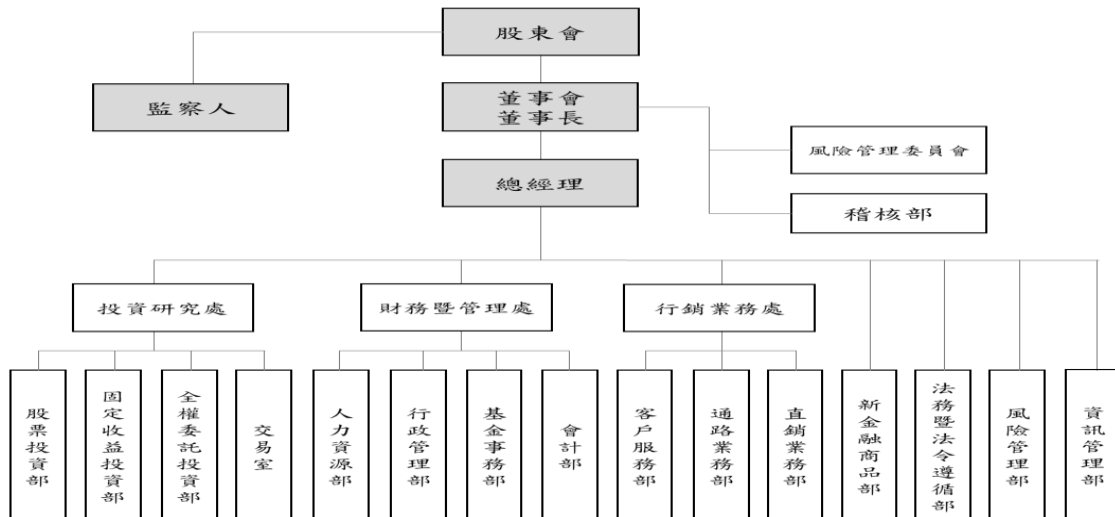 股東會
監察人
董事會
董事長
風險管理委員會
總經理
稽核部
投資研究處
財務暨管理處
行銷業務處
股票投資部
固定收益投資部
全權委託投資部
交易室
人力資源部
行政管理部
基金事務部
會計部
客戶服務部
通路業務部
直銷業務部
新金融商品部
法務暨法令遵循部
風險管理部
資訊管理部